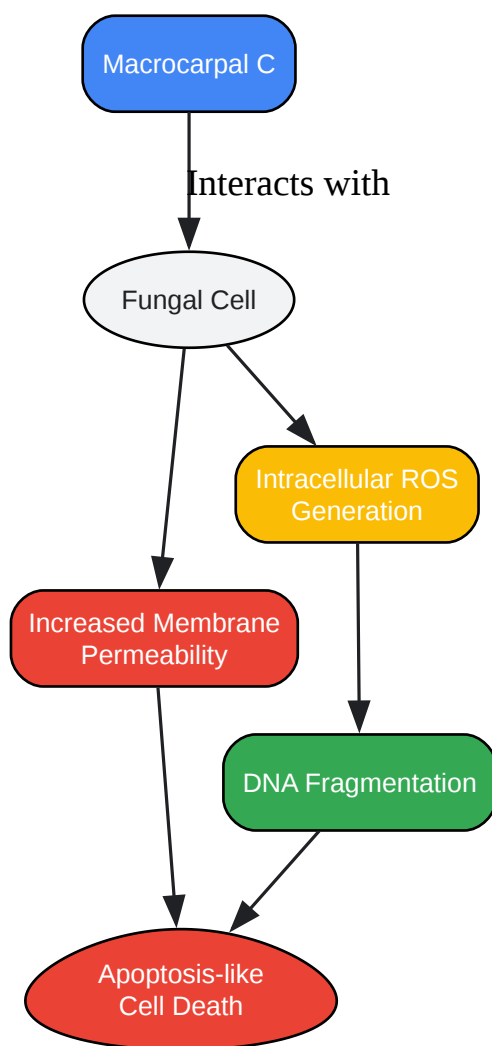 Macrocarpal C
Interacts with
Fungal Cell
Intracellular ROS
Generation
Increased Membrane
Permeability
DNA Fragmentation
Apoptosis-like
Cell Death